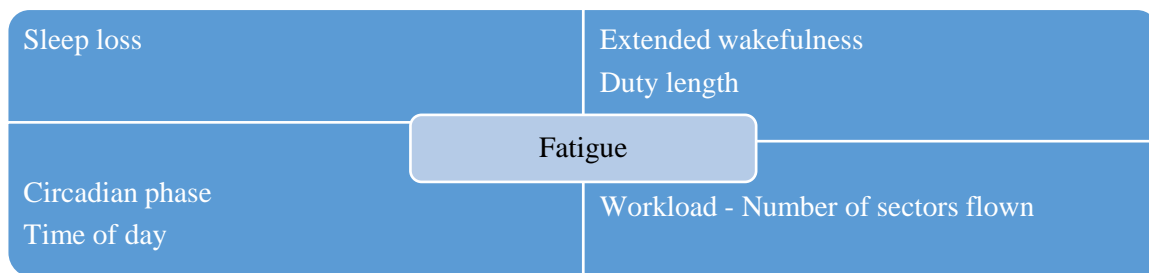 Sleep loss
Extended wakefulness
Duty length
Fatigue
Circadian phase
Time of day
Workload - Number of sectors flown